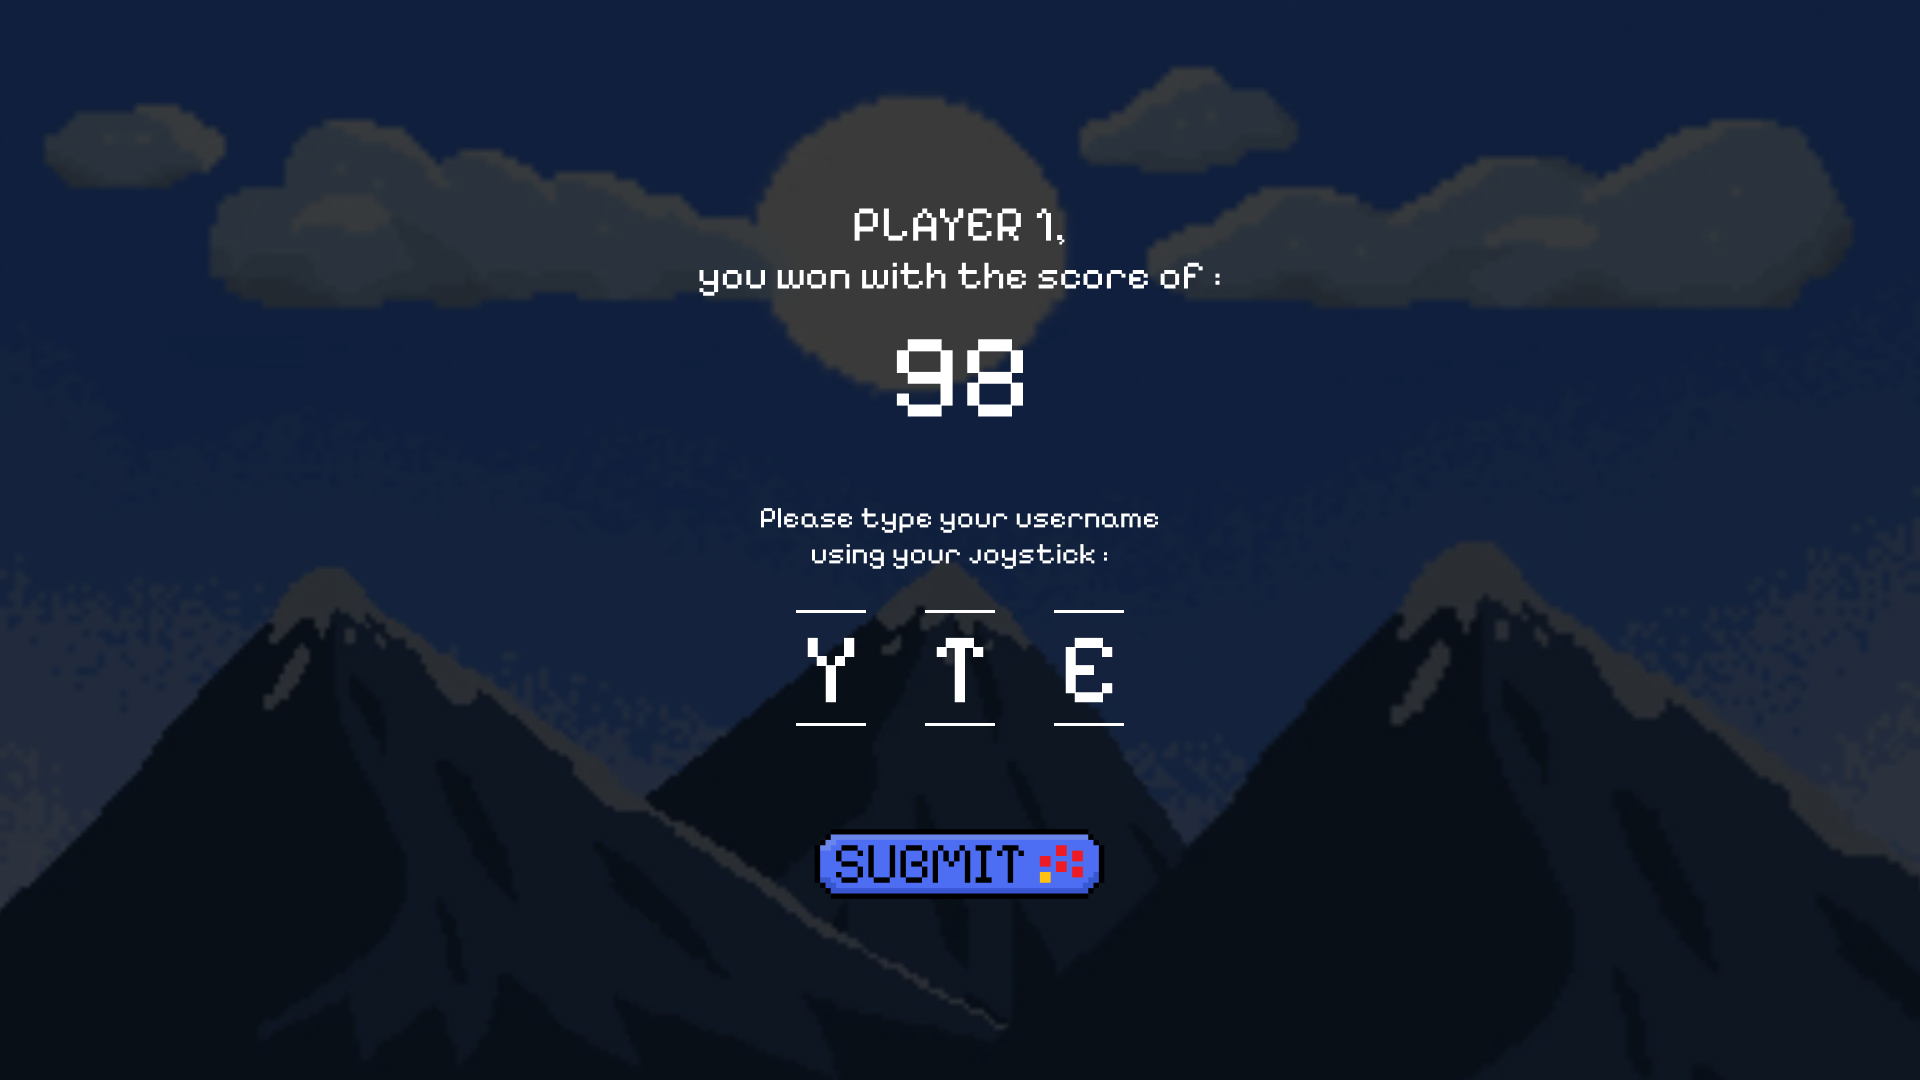 PLAYER 1,
you won with the score of :
98
Please type your username
using your Joystick :
Y T E
SUBMIT